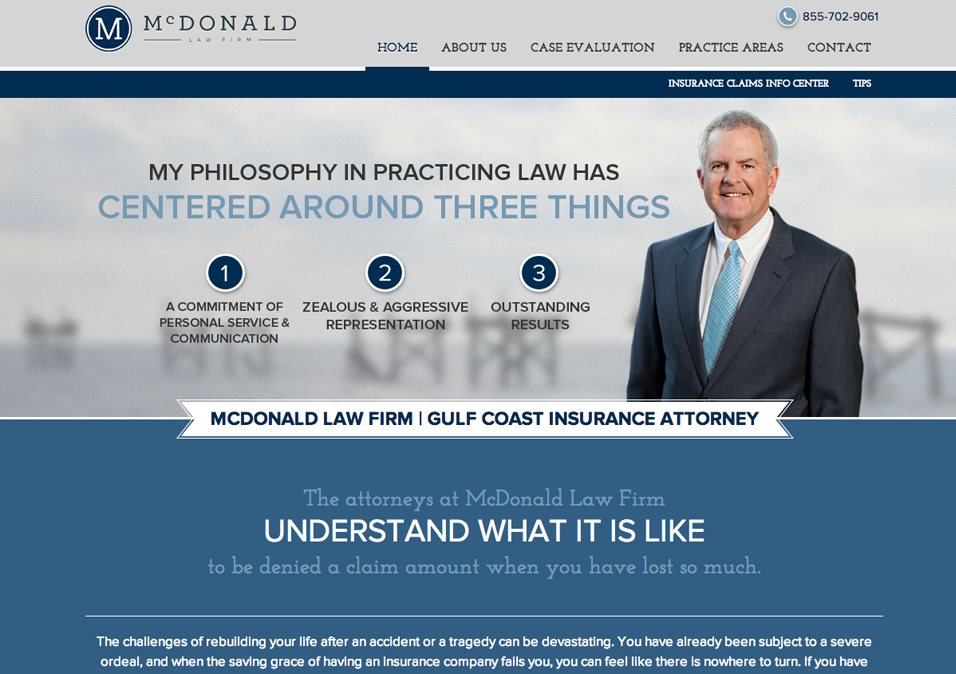 M
McDONALD
LAW FIRM
855-702-9061
HOME ABOUT US CASE EVALUATION PRACTICE AREAS CONTACT
INSURANCE CLAIMS INFO CENTER TIPS
MY PHILOSOPHY IN PRACTICING LAW HAS
CENTERED AROUND THREE THINGS
1
A COMMITMENT OF
PERSONAL SERVICE &
COMMUNICATION
2
ZEALOUS & AGGRESSIVE
REPRESENTATION
3
OUTSTANDING
RESULTS
MCDONALD LAW FIRM | GULF COAST INSURANCE ATTORNEY
The attorneys at McDonald Law Firm
UNDERSTAND WHAT IT IS LIKE
to be denied a claim amount when you have lost so much.
The challenges of rebuilding your life after an accident or a tragedy can be devastating. You have already been subject to a severe
ordeal, and when the saving grace of having an insurance company fails you, you can feel like there is nowhere to turn. If you have